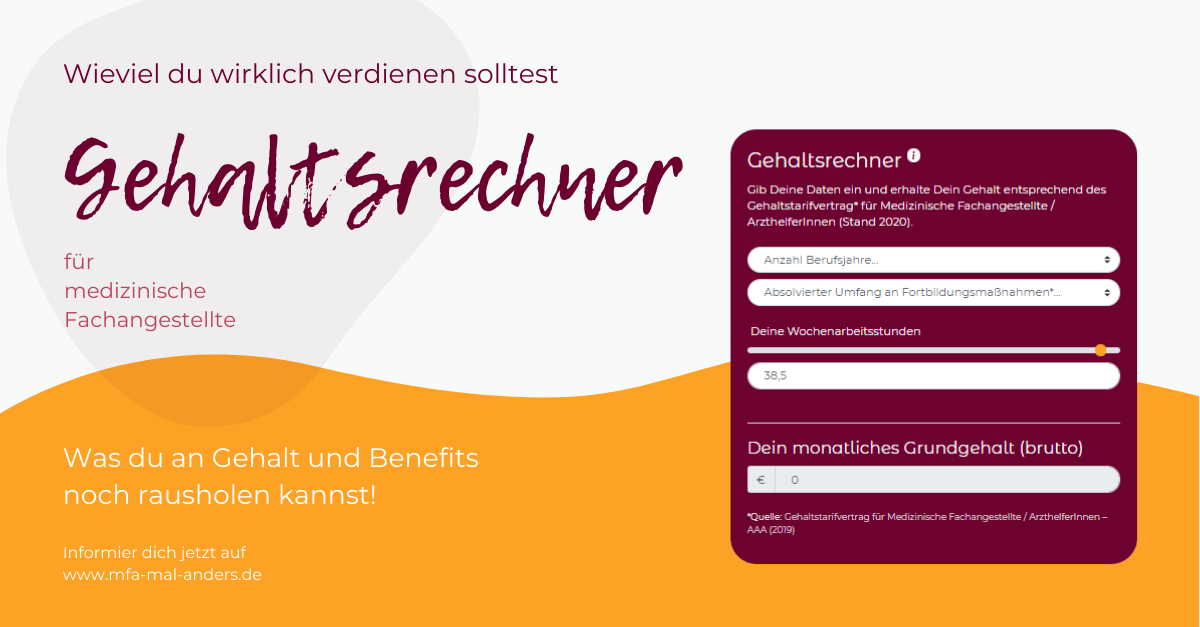 Wieviel du wirklich verdienen solltest
Gehaltsrechner
für
medizinische
Fachangestellte
Was du an Gehalt und Benefits
noch rausholen kannst!
Informier dich jetzt auf
www.mfa-mal-anders.de
Gehaltsrechner i
Gib Deine Daten ein und erhalte Dein Gehalt entsprechend des
Gehaltstarifvertrag* für Medizinische Fachangestellte /
ArzthelferInnen (Stand 2020).
Anzahl Berufsjahre...
Absolvierter Umfang an Fortbildungsmaßnahmen*...
Deine Wochenarbeitsstunden
38,5
Dein monatliches Grundgehalt (brutto)
€ 0
*Quelle: Gehaltstarifvertrag für Medizinische Fachangestellte / ArzthelferInnen –
AAA (2019)